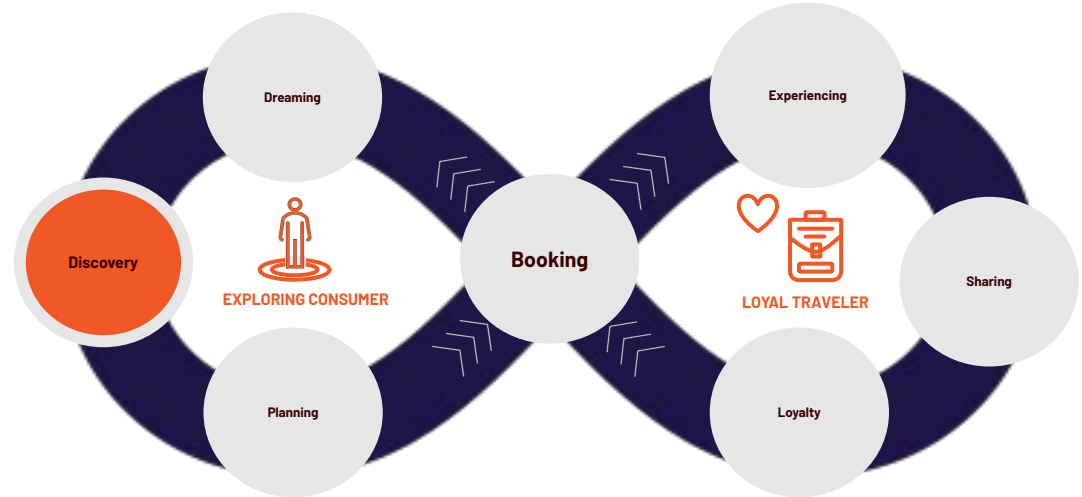 Dreaming
Experiencing
Discovery
Booking
Sharing
EXPLORING CONSUMER
LOYAL TRAVELER
Planning
Loyalty